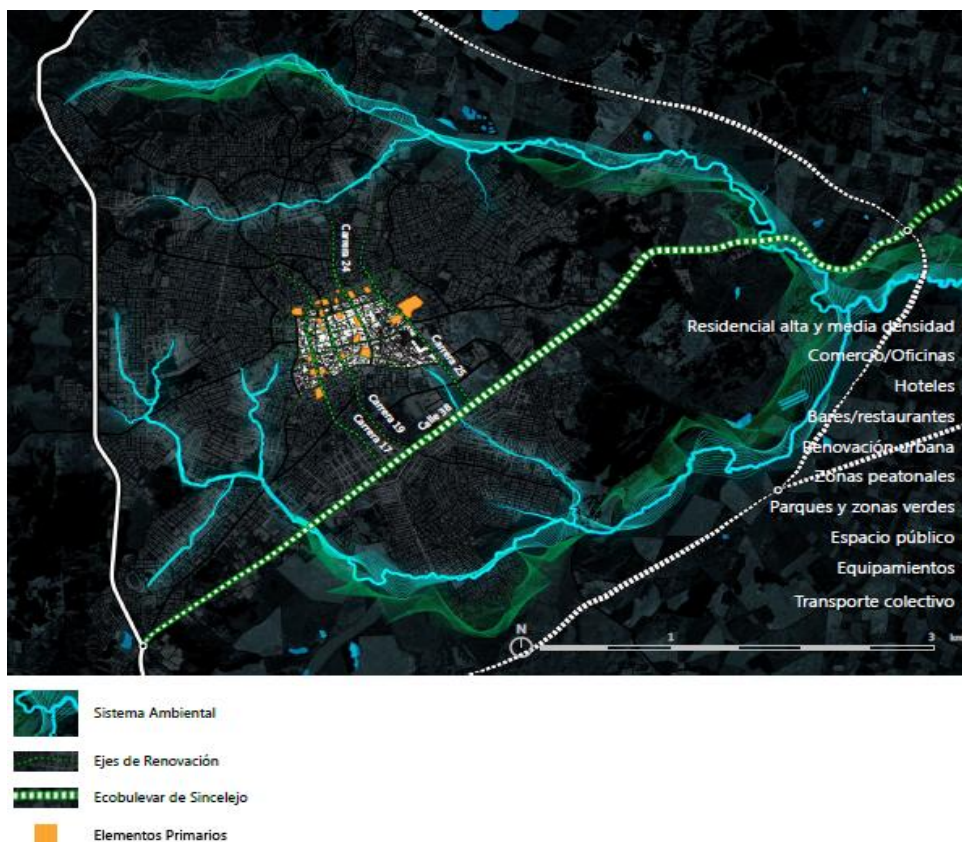 Carrera 24
Carrera 25
Carrera 19
Calle 38
Carrera 17
Residencial alta y media densidad
Comercio/Oficinas
Hoteles
Bares/restaurantes
Renovación urbana
Zonas peatonales
Parques y zonas verdes
Espacio público
Equipamientos
Transporte colectivo
N
1
3
km
Sistema Ambiental
Ejes de Renovación
Ecobulevar de Sincelejo
Elementos Primarios